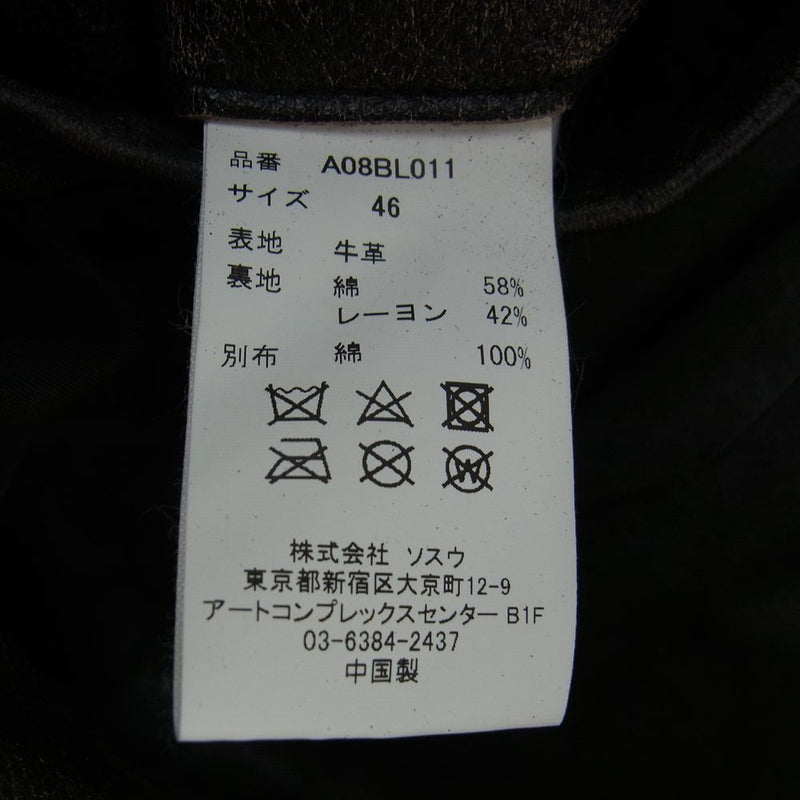 品番 A08BL011
サイズ 46
表地 牛革
裏地 綿 58%
レーヨン 42%
別布 綿 100%
W
株式会社 ソスウ
東京都新宿区大京町12-9
アートコンプレックスセンター B1F
03-6384-2437
中国製